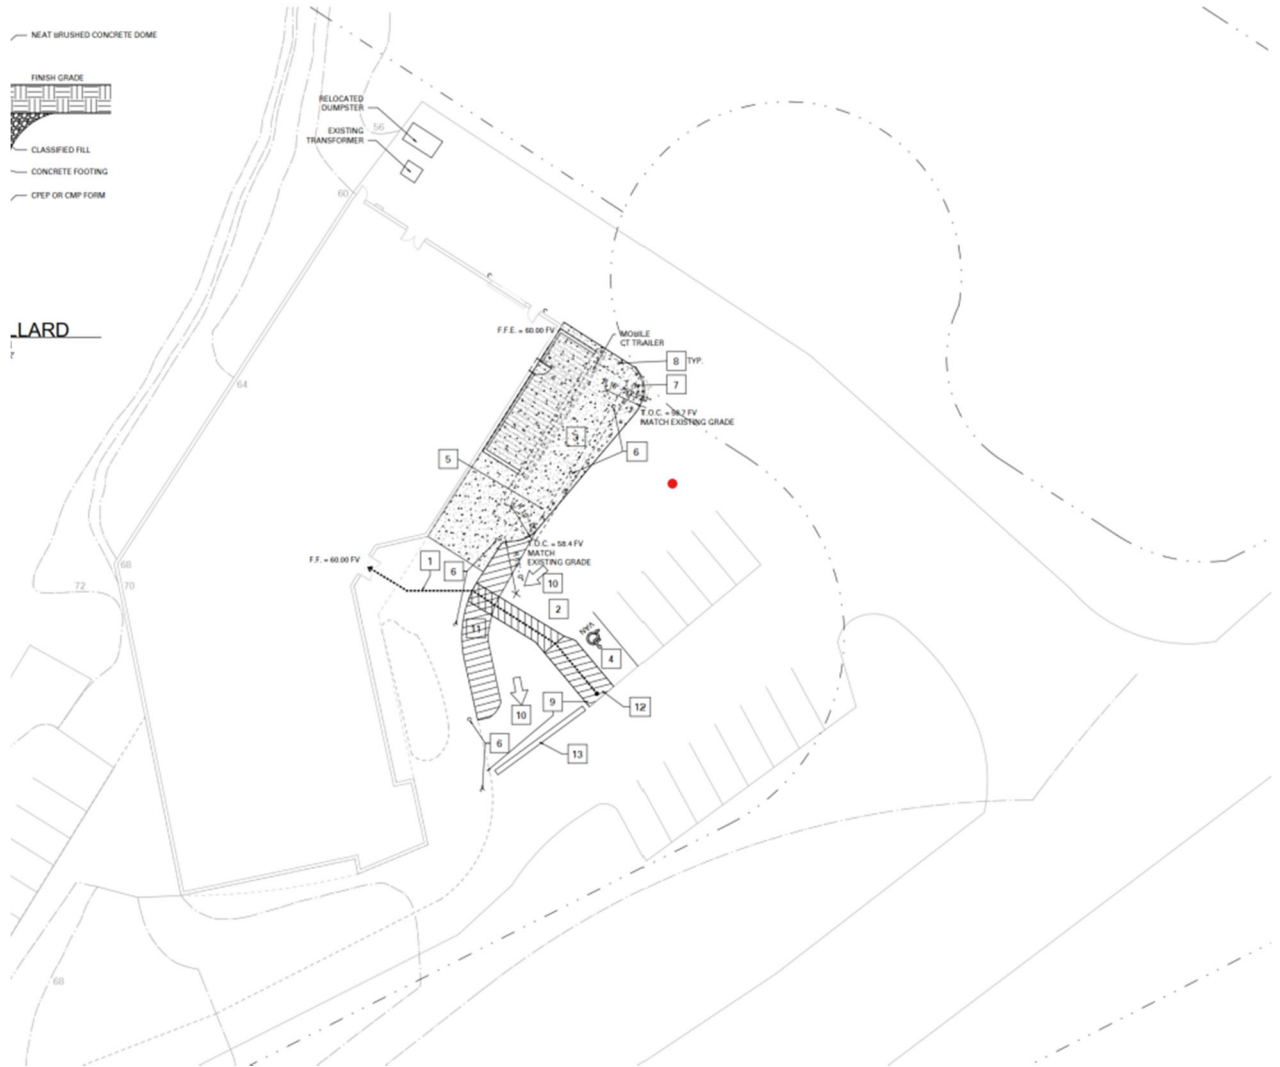 NEAT BRUSHED CONCRETE DOME
FINISH GRADE
CLASSIFIED FILL
CONCRETE FOOTING
CPEP OR CMP FORM
LLARD
RELOCATED
DUMPSTER
EXISTING
TRANSFORMER
56
60
64
F.F.E. = 60.00 FV
MOBILE
CT TRAILER
8 TYP.
7
T.O.C. = 58.7 FV
MATCH EXISTING GRADE
3
6
5
T.O.C. = 58.4 FV
MATCH
EXISTING GRADE
F.F. = 60.00 FV
1
6
10
2
68
70
72
11
VAN
4
9
12
10
6
13
68